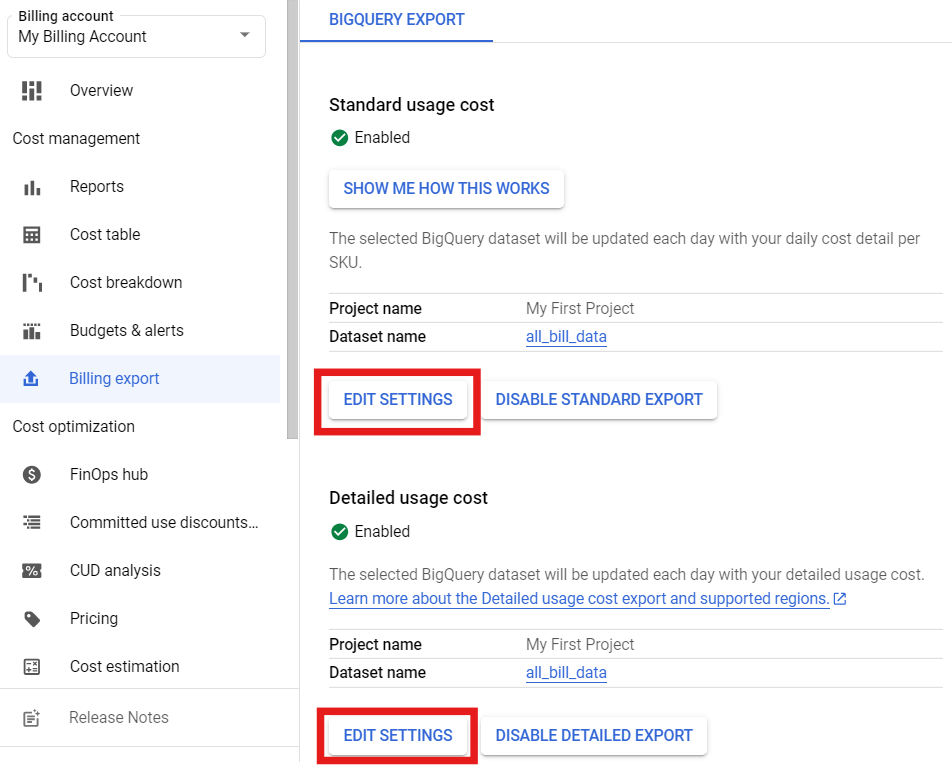 Billing account
My Billing Account
Overview
Cost management
Reports
Cost table
Cost breakdown
Budgets & alerts
Billing export
Cost optimization
FinOps hub
Committed use discounts...
CUD analysis
Pricing
Cost estimation
Release Notes
BIGQUERY EXPORT
Standard usage cost
Enabled
SHOW ME HOW THIS WORKS
The selected BigQuery dataset will be updated each day with your daily cost detail per
SKU.
Project name My First Project
Dataset name all_bill_data
EDIT SETTINGS DISABLE STANDARD EXPORT
Detailed usage cost
Enabled
The selected BigQuery dataset will be updated each day with your detailed usage cost.
Learn more about the Detailed usage cost export and supported regions.
Project name My First Project
Dataset name all_bill_data
EDIT SETTINGS DISABLE DETAILED EXPORT